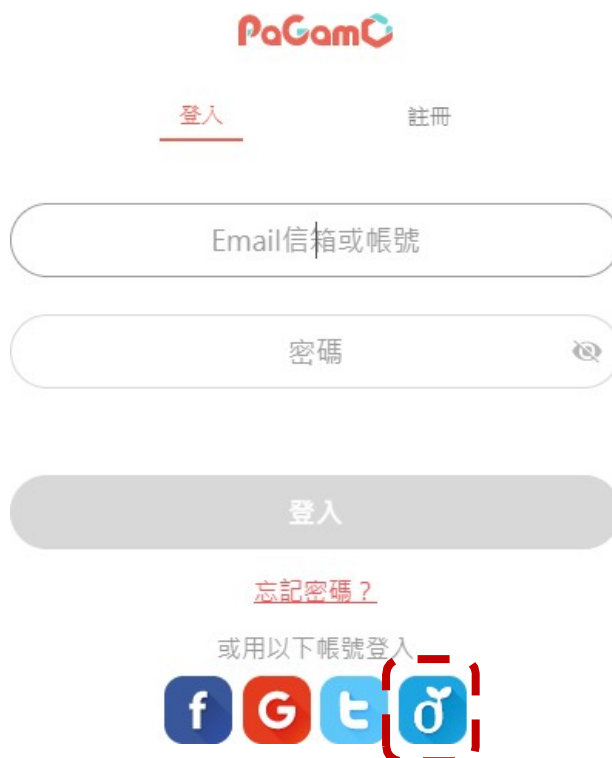 PaGamO
登入 註冊
Email信箱或帳號
密碼
登入
忘記密碼？
或用以下帳號登入
f G t